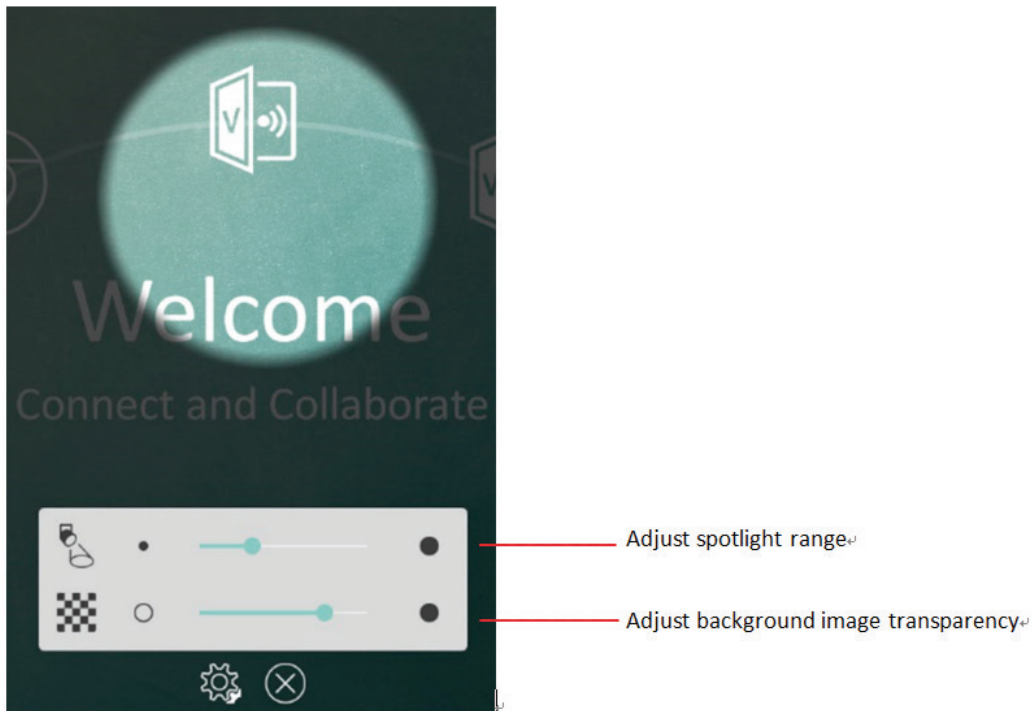 V
V
Welcome
Connect and Collaborate
Adjust spotlight range
Adjust background image transparency